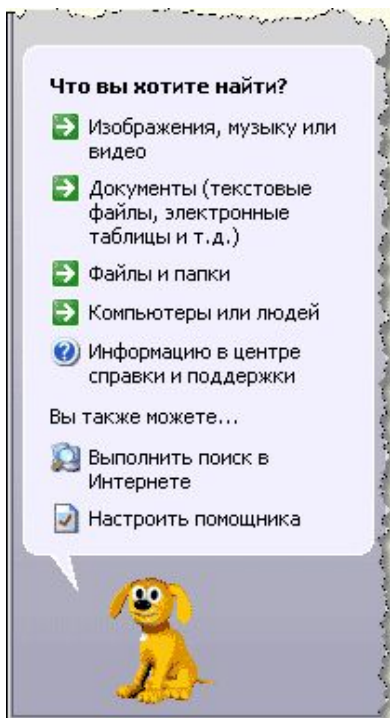 Что вы хотите найти?
Изображения, музыку или
видео
Документы (текстовые
файлы, электронные
таблицы и т.д.)
Файлы и папки
Компьютеры или людей
Информацию в центре
справки и поддержки
Вы также можете...
Выполнить поиск в
Интернете
Настроить помощника